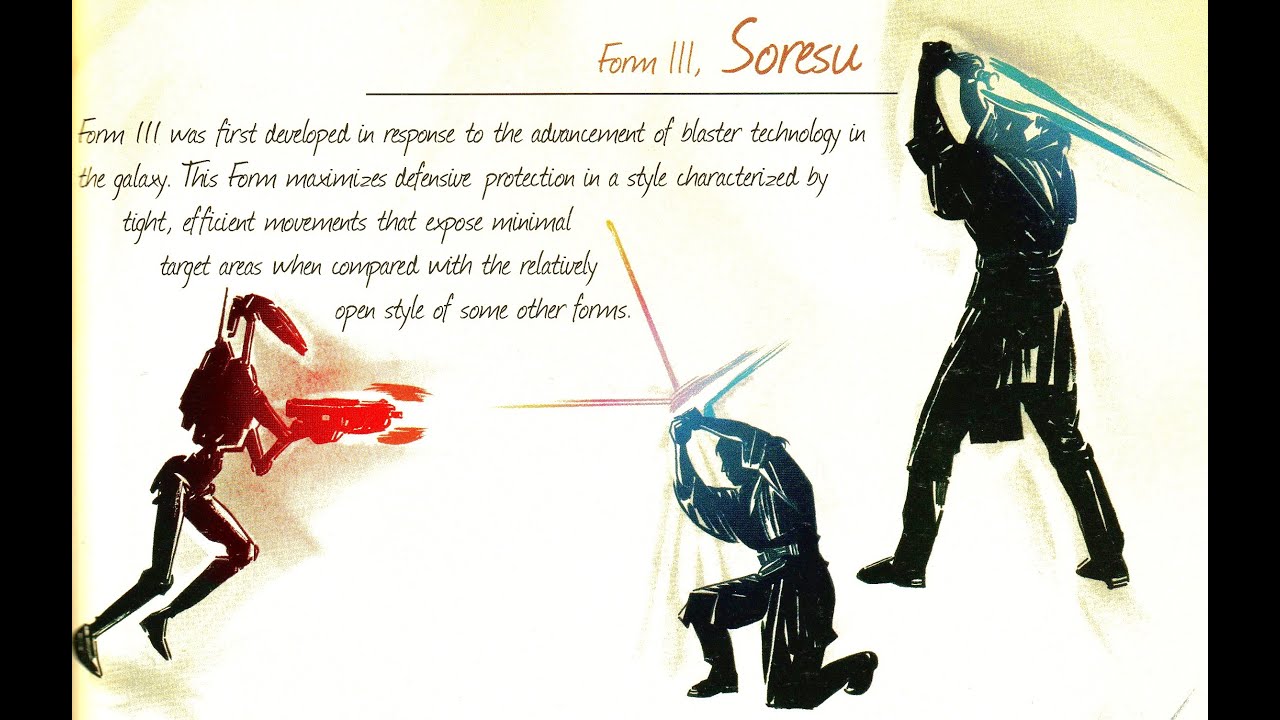 Form III, Soresu
Form III was first developed in response to the advancement of blaster technology in
the galaxy. This Form maximizes defensive protection in a style characterized by
tight, efficient movements that expose minimal
target areas when compared with the relatively
open style of some other forms.